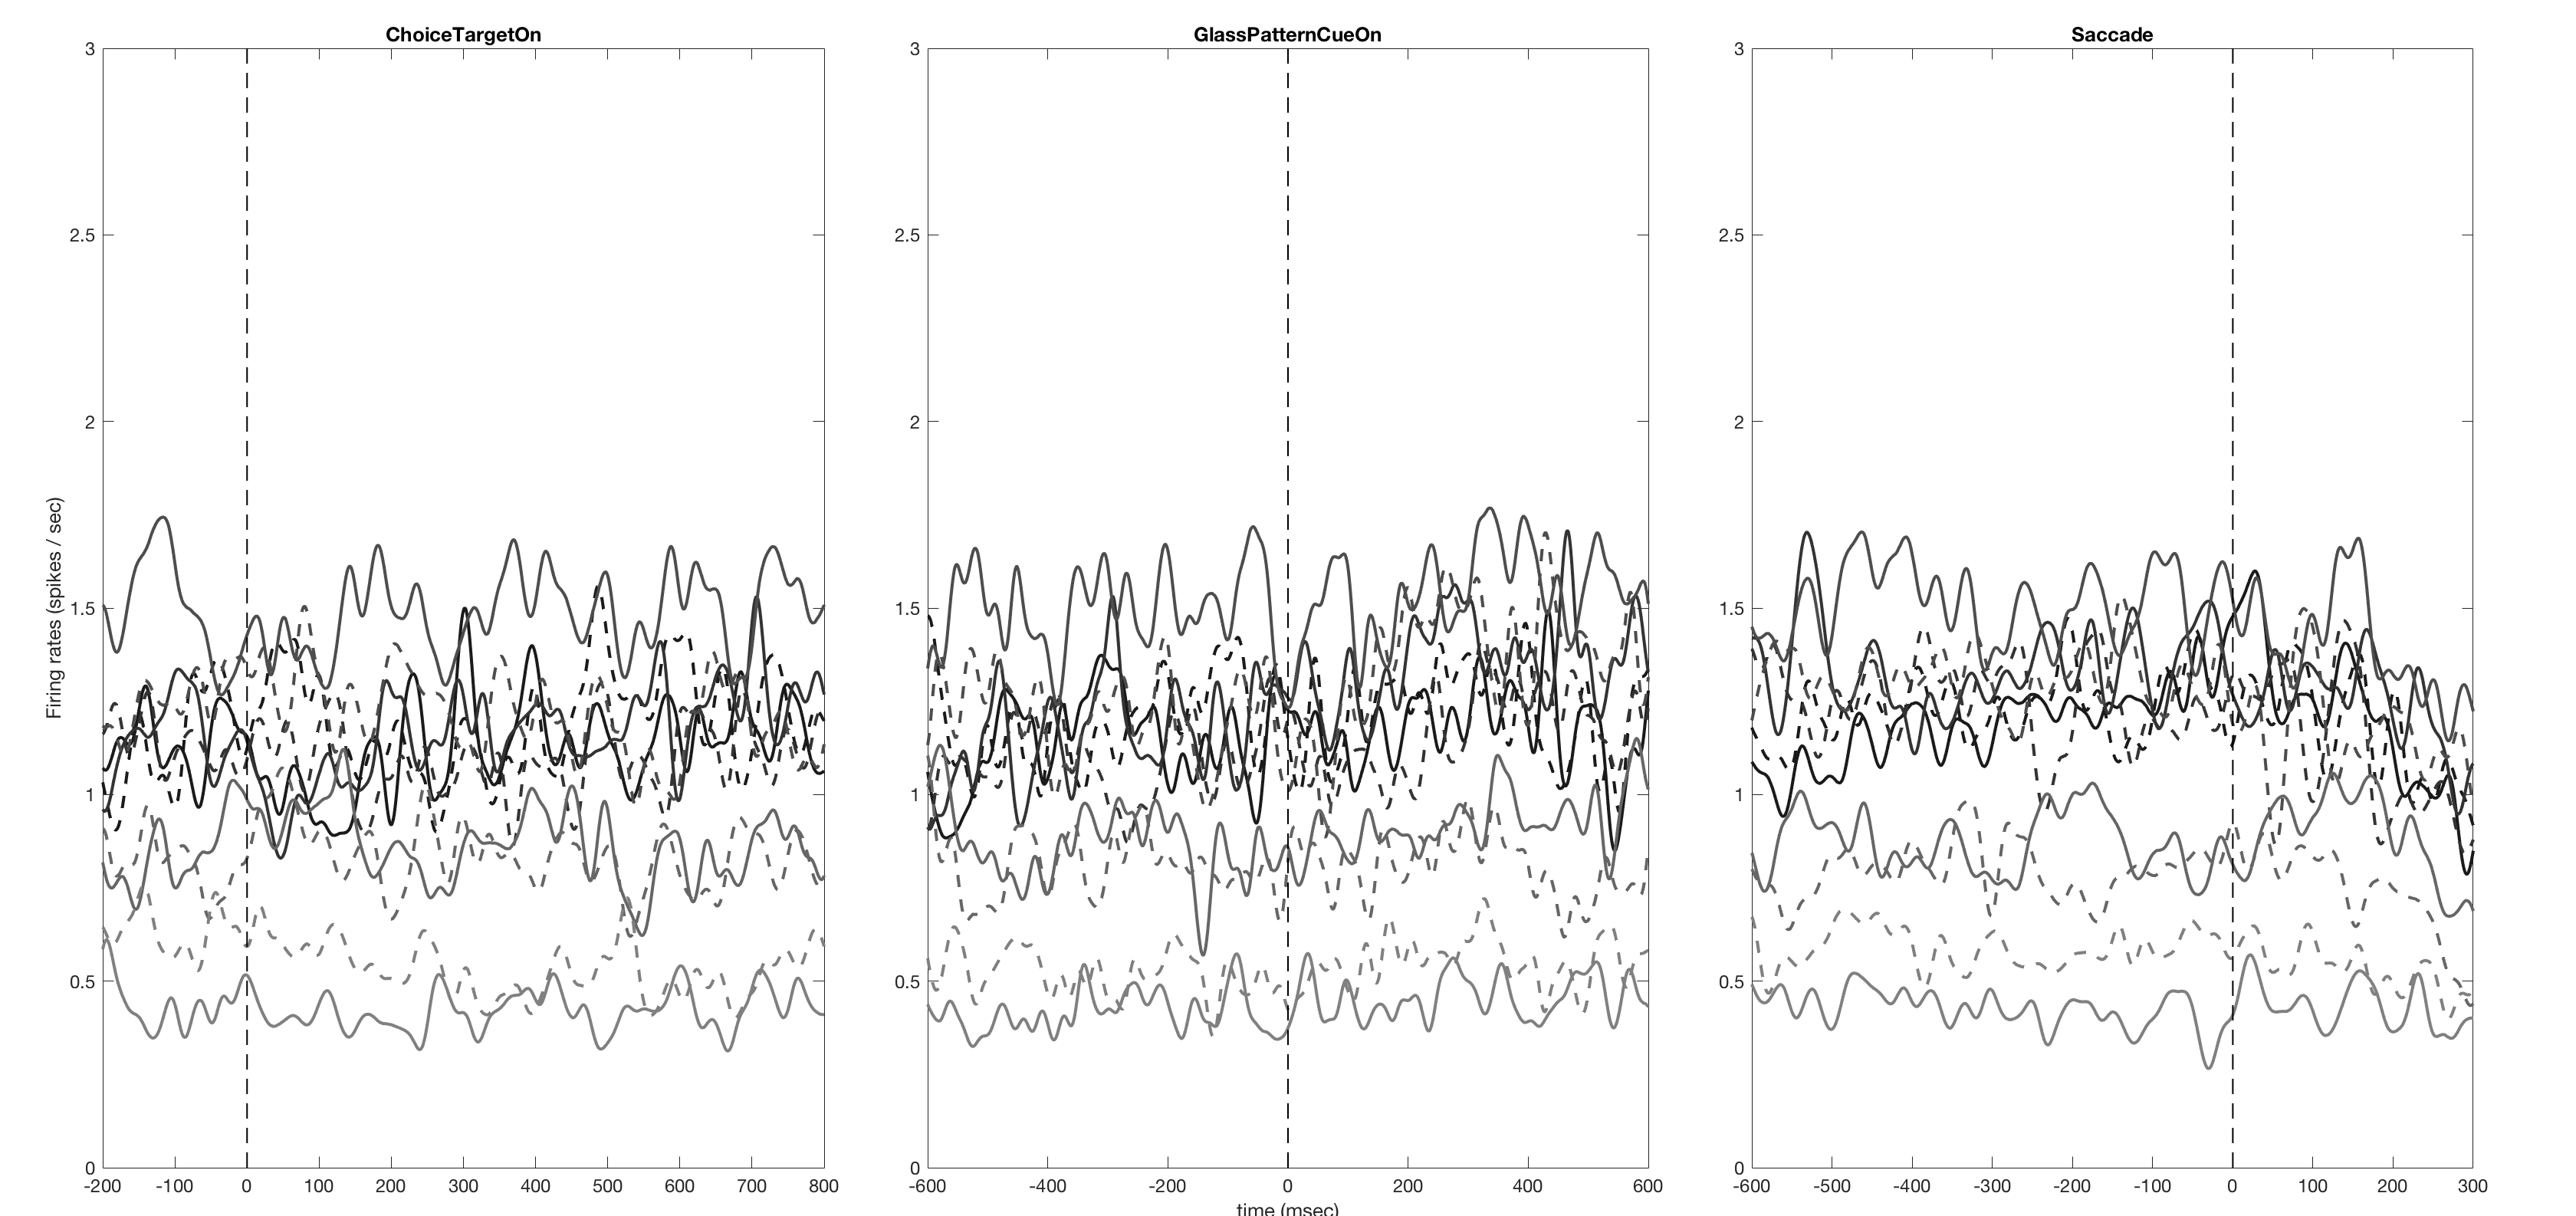 ChoiceTargetOn
GlassPatternCueOn
Saccade
Firing rates (spikes / sec)
3
2.5
2
1.5
1
0.5
0
-200 -100 0 100 200 300 400 500 600 700 800
3
2.5
2
1.5
1
0.5
0
-600 -400 -200 0 200 400 600
time (msec)
3
2.5
2
1.5
1
0.5
0
-600 -500 -400 -300 -200 -100 0 100 200 300